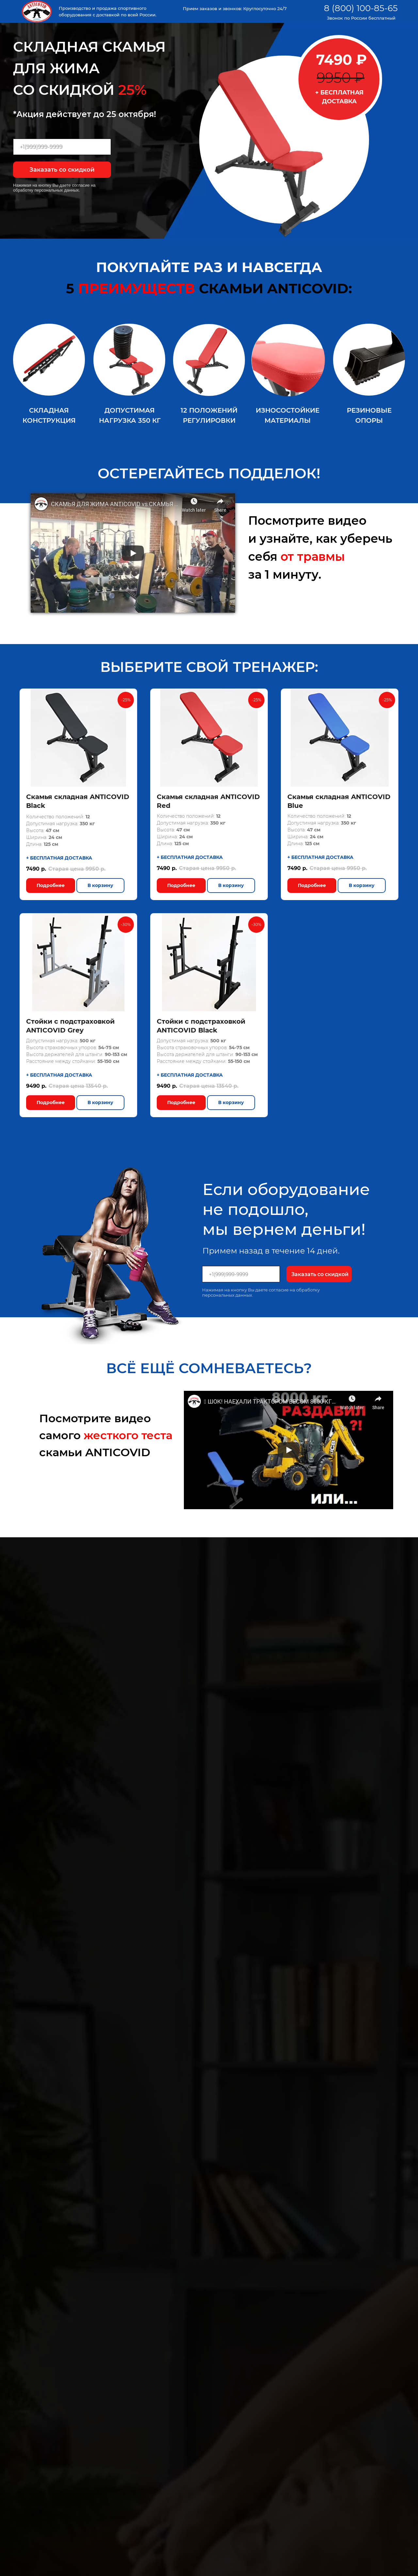 Производство и продажа спортивного
оборудования с доставкой по всей России.
Прием заказов и звонков: Круглосуточно 24/7
8 (800) 100-85-65
Звонок по России бесплатный
СКЛАДНАЯ СКАМЬЯ
ДЛЯ ЖИМА
СО СКИДКОЙ 25%
*Акция действует до 25 октября!
+1(999)999-9999
Заказать со скидкой
Нажимая на кнопку Вы даете согласие на
обработку персональных данных.
7490 ₽
9950 ₽
+ БЕСПЛАТНАЯ
ДОСТАВКА
ПОКУПАЙТЕ РАЗ И НАВСЕГДА
5 ПРЕИМУЩЕСТВ СКАМЬИ ANTICOVID:
СКЛАДНАЯ
КОНСТРУКЦИЯ
ДОПУСТИМАЯ
НАГРУЗКА 350 КГ
12 ПОЛОЖЕНИЙ
РЕГУЛИРОВКИ
ИЗНОСОСТОЙКИЕ
МАТЕРИАЛЫ
РЕЗИНОВЫЕ
ОПОРЫ
ОСТЕРЕГАЙТЕСЬ ПОДДЕЛОК!
СКАМЬЯ ДЛЯ ЖИМА ANTICOVID vs СКАМЬЯ
Watch later
Share
Посмотрите видео
и узнайте, как уберечь
себя от травмы
за 1 минуту.
ВЫБЕРИТЕ СВОЙ ТРЕНАЖЕР:
-25%
Скамья складная ANTICOVID
Black
Количество положений: 12
Допустимая нагрузка: 350 кг
Высота: 47 см
Ширина: 24 см
Длина: 125 см
+ БЕСПЛАТНАЯ ДОСТАВКА
7490 р. Старая цена 9960 р.
Подробнее
В корзину
-25%
Скамья складная ANTICOVID
Red
Количество положений: 12
Допустимая нагрузка: 350 кг
Высота: 47 см
Ширина: 24 см
Длина: 125 см
+ БЕСПЛАТНАЯ ДОСТАВКА
7490 р. Старая цена 9960 р.
Подробнее
В корзину
-25%
Скамья складная ANTICOVID
Blue
Количество положений: 12
Допустимая нагрузка: 350 кг
Высота: 47 см
Ширина: 24 см
Длина: 125 см
+ БЕСПЛАТНАЯ ДОСТАВКА
7490 р. Старая цена 9960 р.
Подробнее
В корзину
-30%
Стойки с подстраховкой
ANTICOVID Grey
Допустимая нагрузка: 500 кг
Высота страховочных упоров: 54-73 см
Высота держателей для штанги: 90-153 см
Расстояние между стойками: 55-150 см
+ БЕСПЛАТНАЯ ДОСТАВКА
9490 р. Старая цена 13540 р.
Подробнее
В корзину
-30%
Стойки с подстраховкой
ANTICOVID Black
Допустимая нагрузка: 500 кг
Высота страховочных упоров: 54-73 см
Высота держателей для штанги: 90-153 см
Расстояние между стойками: 55-150 см
+ БЕСПЛАТНАЯ ДОСТАВКА
9490 р. Старая цена 13540 р.
Подробнее
В корзину
Если оборудование
не подошло,
мы вернем деньги!
Примем назад в течение 14 дней.
+1(999)999-9999
Заказать со скидкой
Нажимая на кнопку Вы даете согласие на обработку
персональных данных.
ВСЁ ЕЩЁ СОМНЕВАЕТЕСЬ?
Посмотрите видео
самого жесткого теста
скамьи ANTICOVID
ШОК! НАЕХАЛИ ТРАКТОРОМ ВЕСОМ 8000 КГ...
Watch later
Share
8000 кг.
РАЗДАВИЛ
?!
ИЛИ...